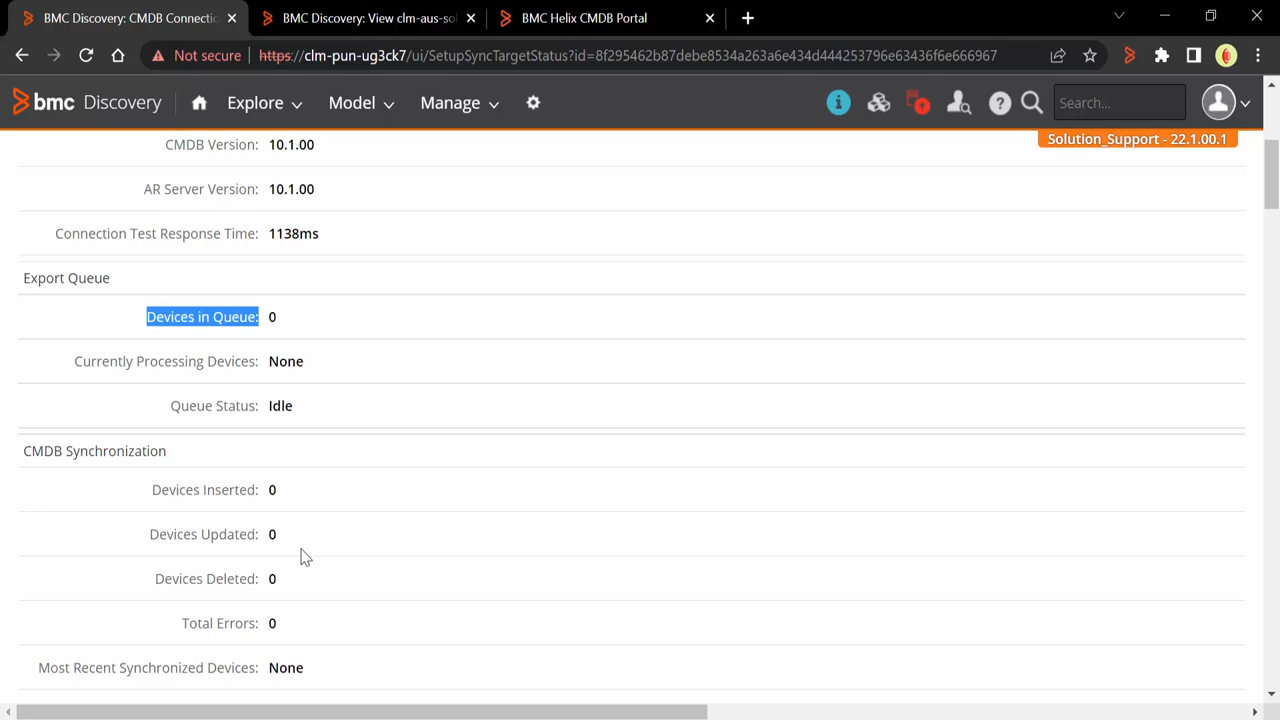 BMC Discovery: CMDB Connectic
BMC Discovery: View clm-aus-sol
BMC Helix CMDB Portal
Not secure
https://clm-pun-ug3ck7/ui/SetupSyncTargetStatus?id=8f295462b87debe8534a263a6e434d444253796e63436f6e666967
bmc Discovery
Explore
Model
Manage
Search...
Solution_Support - 22.1.00.1
CMDB Version: 10.1.00
AR Server Version: 10.1.00
Connection Test Response Time: 1138ms
Export Queue
Devices in Queue: 0
Currently Processing Devices: None
Queue Status: Idle
CMDB Synchronization
Devices Inserted: 0
Devices Updated: 0
Devices Deleted: 0
Total Errors: 0
Most Recent Synchronized Devices: None